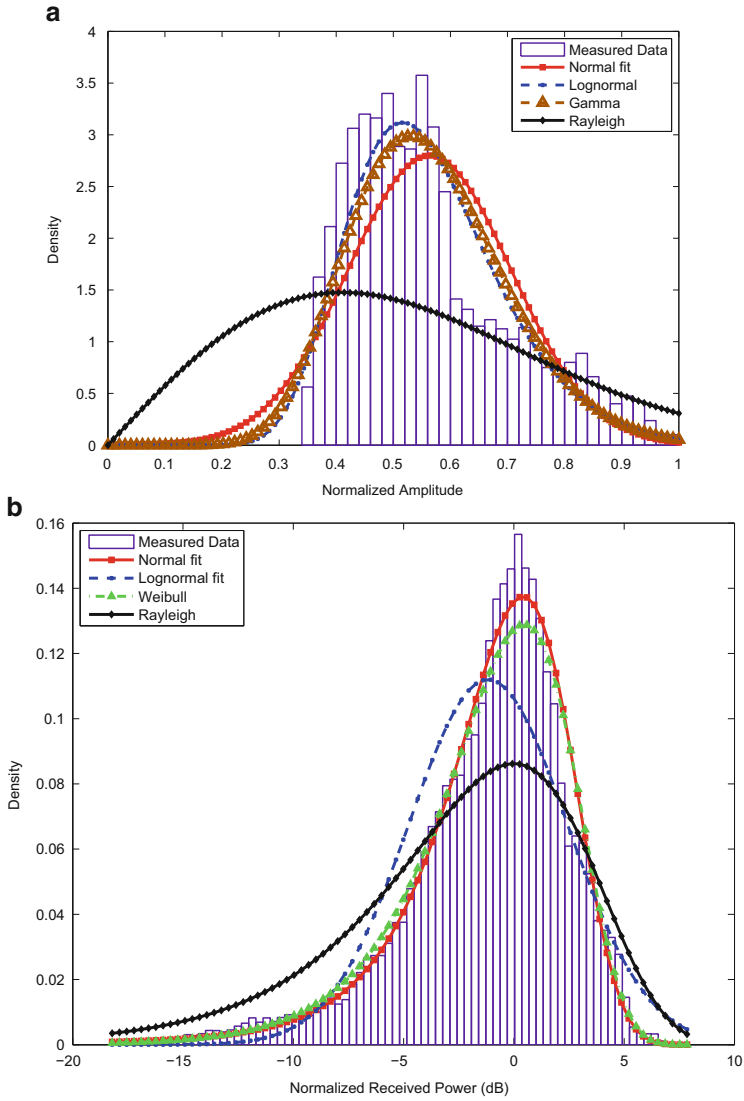 a
4
3.5
3
2.5
2
1.5
1
0.5
0
Density
Measured Data
Normal fit
Lognormal
Gamma
Rayleigh
0 0.1 0.2 0.3 0.4 0.5 0.6 0.7 0.8 0.9 1
Normalized Amplitude
b
0.16
0.14
0.12
0.1
0.08
0.06
0.04
0.02
0
Density
Measured Data
Normal fit
Lognormal fit
Weibull
Rayleigh
−20 −15 −10 −5 0 5 10
Normalized Received Power (dB)